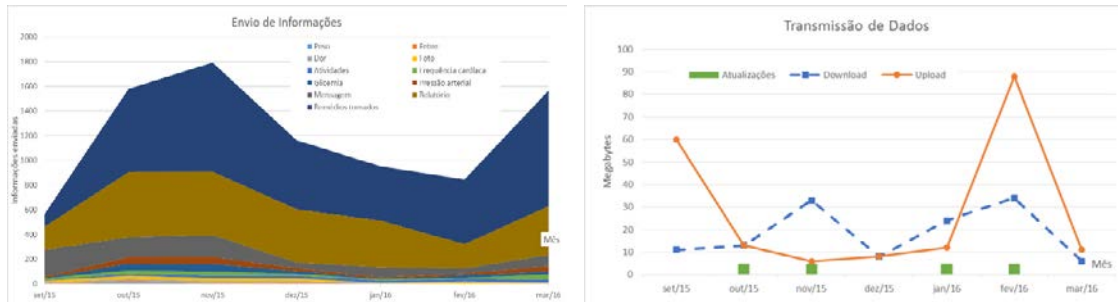 Envio de Informações
2000
1800
1600
1400
1200
1000
800
600
400
200
0
Informações enviadas
Peso
Febre
Dor
Foto
Atividades
Frequência cardíaca
Glicemia
Pressão arterial
Mensagem
Relatório
Remédios tomados
Mês
set/15 out/15 nov/15 dez/15 jan/16 fev/16 mar/16
Transmissão de Dados
100
90
80
70
60
50
40
30
20
10
0
Megabytes
Atualizações Download Upload
Mês
set/15 out/15 nov/15 dez/15 jan/16 fev/16 mar/16